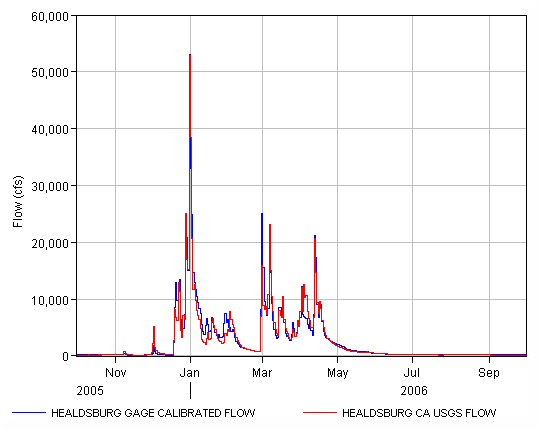 60,000
50,000
40,000
30,000
20,000
10,000
0
Flow (cfs)
Nov Jan Mar May Jul Sep
2005 2006
HEALDSBURG GAGE CALIBRATED FLOW HEALDSBURG CA USGS FLOW